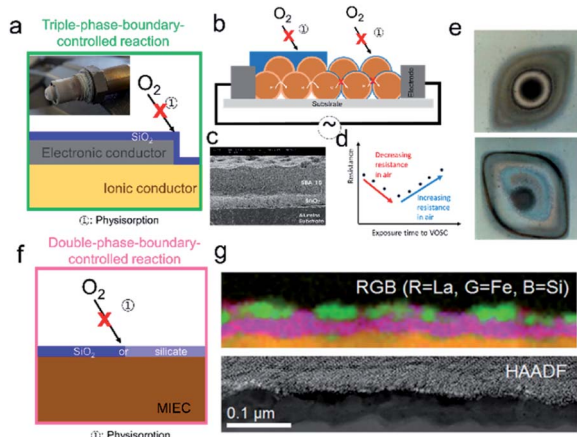 a
Triple-phase-boundary-
controlled reaction
O2
①
SiO2
Electronic conductor
Ionic conductor
①: Physisorption
b
O2
①
O2
①
Electrode
Substrate
~
c
SBA-15
SnO2
Alumina
Substrate
d
Resistance
Decreasing
resistance
in air
Increasing
resistance
in air
Exposure time to VOSC
e
f
Double-phase-boundary-
controlled reaction
O2
①
SiO2 or silicate
MIEC
①: Physisorption
g
RGB (R=La, G=Fe, B=Si)
HAADF
0.1 μm